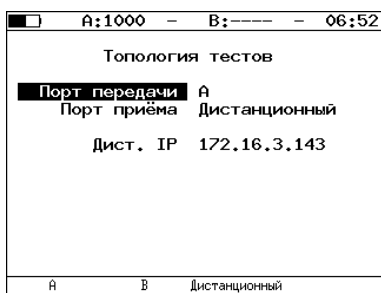 A:1000 – B:---- – 06:52
Топология тестов
Порт передачи A
Порт приёма Дистанционный
Дист. IP 172.16.3.143
A B Дистанционный